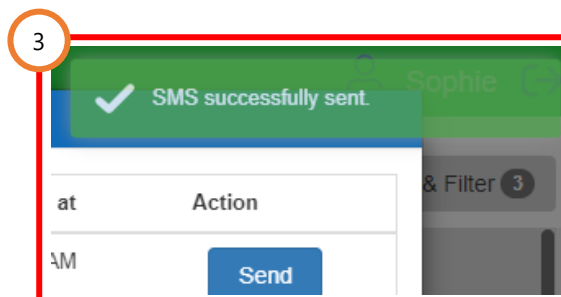 3
Sophie
SMS successfully sent.
& Filter 3
at Action
AM
Send